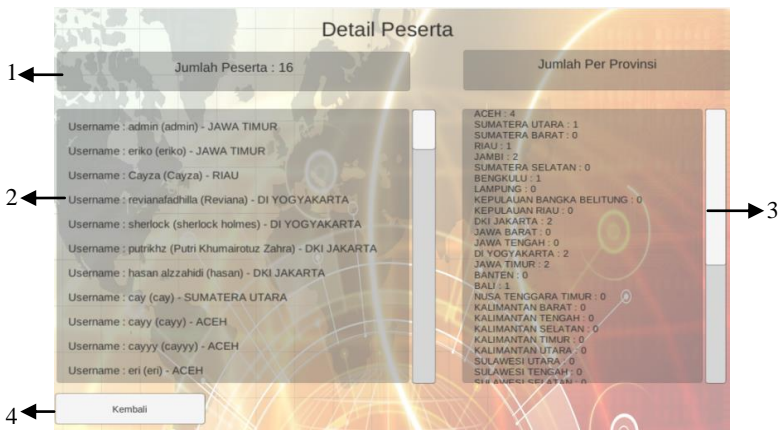 Detail Peserta
1
Jumlah Peserta : 16
Jumlah Per Provinsi
2
Username : admin (admin) - JAWA TIMUR
Username : eriko (eriko) - JAWA TIMUR
Username : Cayza (Cayza) - RIAU
Username : revianafadhilla (Reviana) - DI YOGYAKARTA
Username : sherlock (sherlock holmes) - DI YOGYAKARTA
Username : putrikhz (Putri Khumairotuz Zahra) - DKI JAKARTA
Username : hasan alzzahidi (hasan) - DKI JAKARTA
Username : cay (cay) - SUMATERA UTARA
Username : cayy (cayy) - ACEH
Username : cayyy (cayyy) - ACEH
Username : eri (eri) - ACEH
ACEH : 4
SUMATERA UTARA : 1
SUMATERA BARAT : 0
RIAU : 1
JAMBI : 2
SUMATERA SELATAN : 0
BENGKULU : 1
LAMPUNG : 0
KEPULAUAN BANGKA BELITUNG : 0
KEPULAUAN RIAU : 0
DKI JAKARTA : 2
JAWA BARAT : 0
JAWA TENGAH : 0
DI YOGYAKARTA : 2
JAWA TIMUR : 2
BANTEN : 0
BALI : 1
NUSA TENGGARA TIMUR : 0
KALIMANTAN BARAT : 0
KALIMANTAN TENGAH : 0
KALIMANTAN SELATAN : 0
KALIMANTAN TIMUR : 0
KALIMANTAN UTARA : 0
SULAWESI UTARA : 0
SULAWESI TENGAH : 0
SULAWESI SELATAN : 0
3
4
Kembali